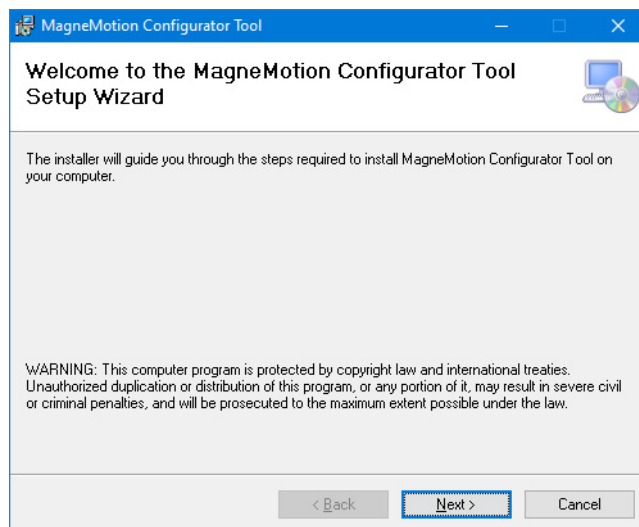 MagneMotion Configurator Tool
Welcome to the MagneMotion Configurator Tool
Setup Wizard
The installer will guide you through the steps required to install MagneMotion Configurator Tool on
your computer.
WARNING: This computer program is protected by copyright law and international treaties.
Unauthorized duplication or distribution of this program, or any portion of it, may result in severe civil
or criminal penalties, and will be prosecuted to the maximum extent possible under the law.
< Back
Next >
Cancel